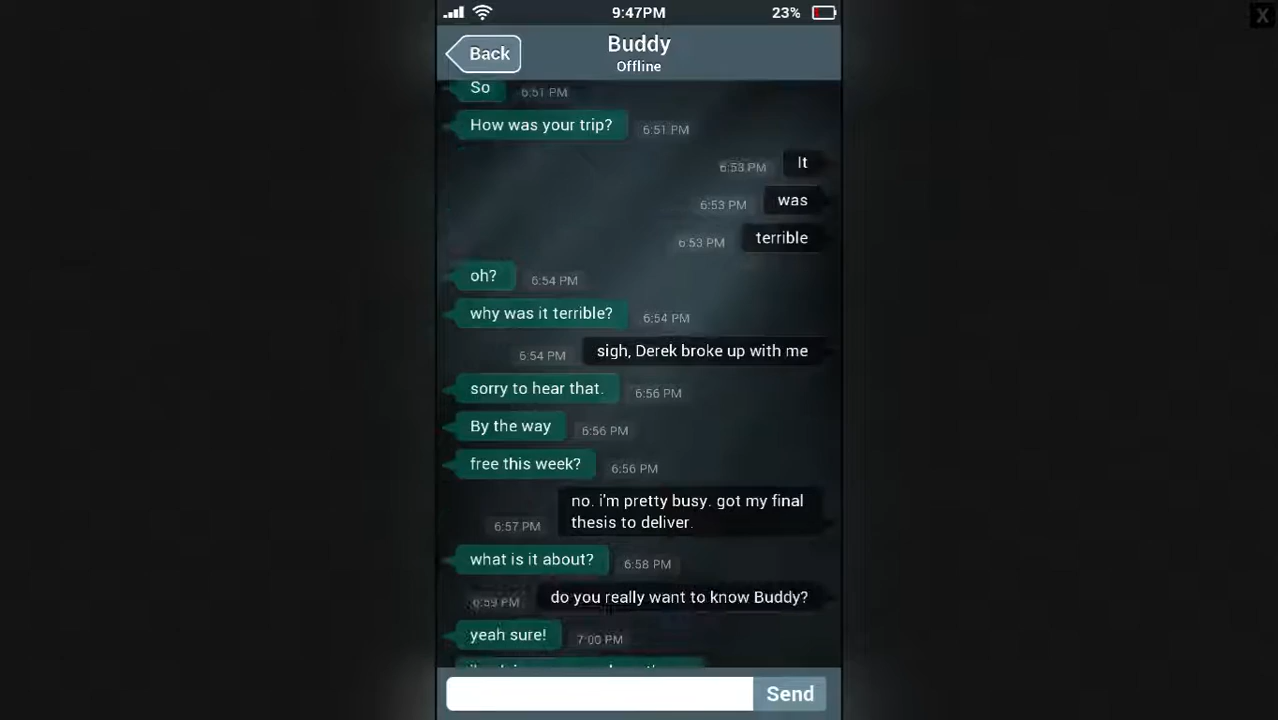 9:47PM
23%
X
Back
Buddy
Offline
So
6:51 PM
How was your trip?
6:51 PM
6:53 PM
It
6:53 PM
was
6:53 PM
terrible
oh?
6:54 PM
why was it terrible?
6:54 PM
6:54 PM
sigh, Derek broke up with me
sorry to hear that.
6:56 PM
By the way
6:56 PM
free this week?
6:56 PM
no. i'm pretty busy. got my final
thesis to deliver.
6:57 PM
what is it about?
6:58 PM
6:59 PM
do you really want to know Buddy?
yeah sure!
7:00 PM
Send